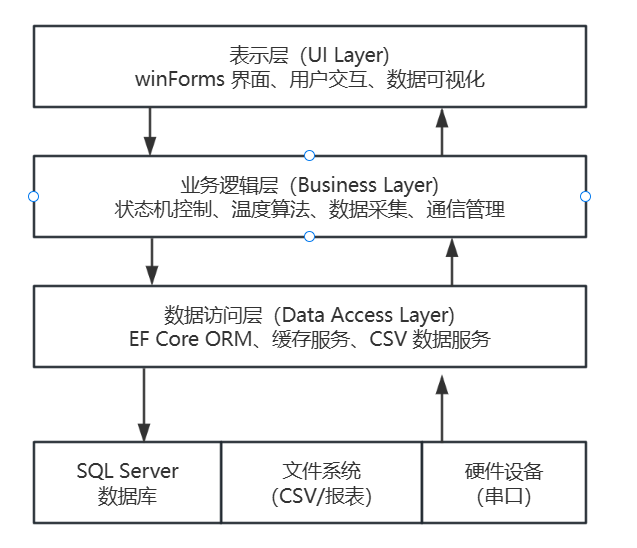 表示层（UI Layer）
winForms 界面、用户交互、数据可视化
业务逻辑层（Business Layer)
状态机控制、温度算法、数据采集、通信管理
数据访问层（Data Access Layer)
EF Core ORM、缓存服务、CSV 数据服务
SQL Server
数据库
文件系统
（CSV/报表）
硬件设备
（串口）